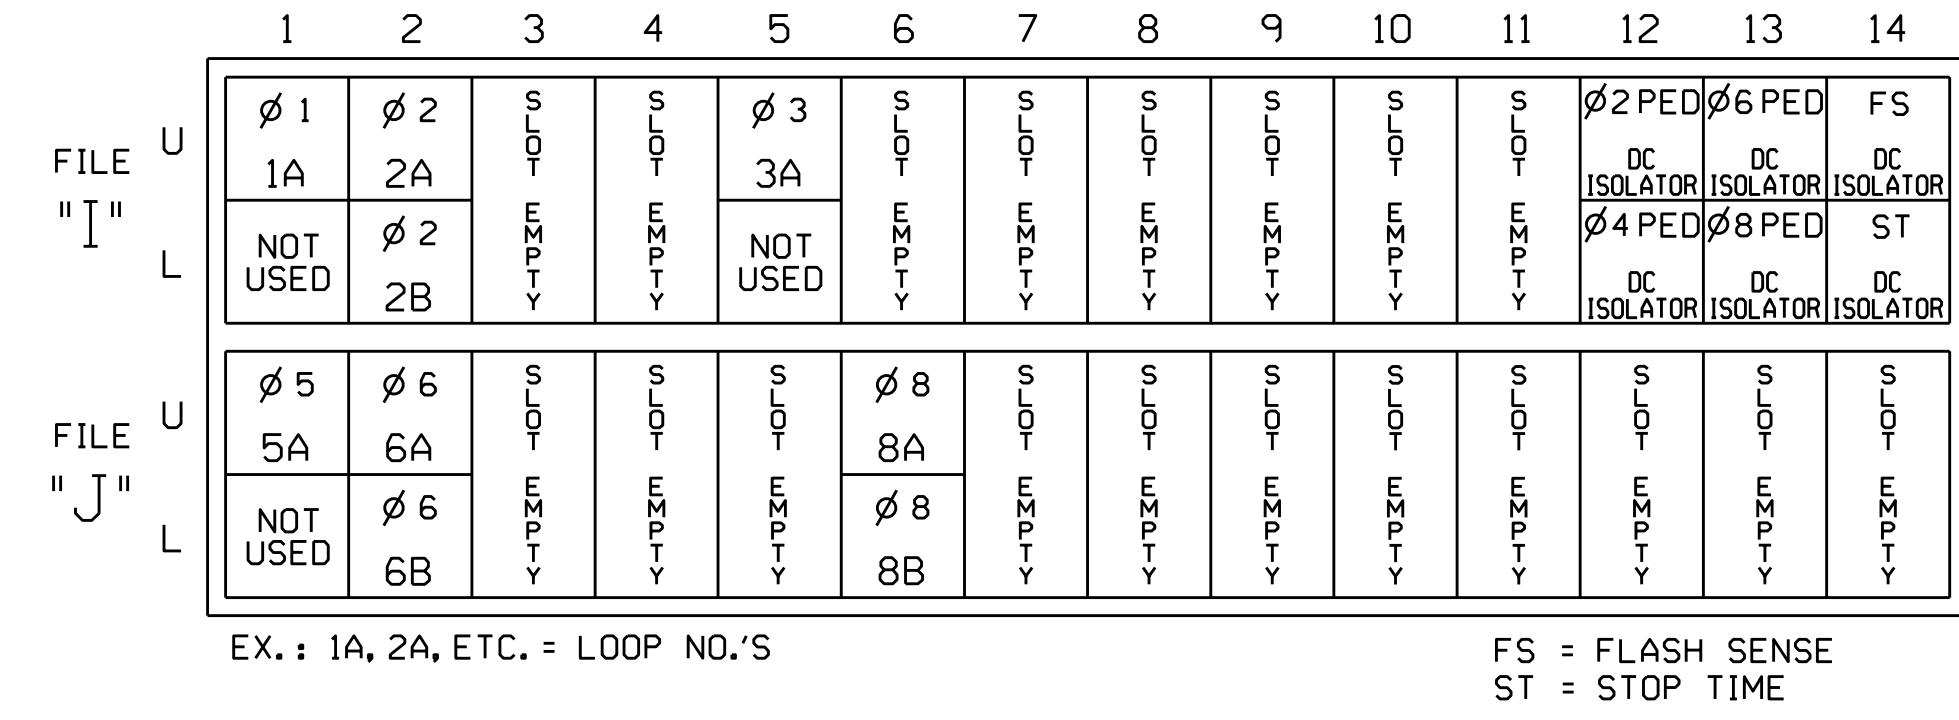 1 2 3 4 5 6 7 8 9 10 11 12 13 14
FILE "I"
U
L
Ø 1
1A
NOT USED
Ø 2
2A
Ø 2
2B
SLOT EMPTY
SLOT EMPTY
Ø 3
3A
NOT USED
SLOT EMPTY
SLOT EMPTY
SLOT EMPTY
SLOT EMPTY
SLOT EMPTY
SLOT EMPTY
Ø2 PED
DC
ISOLATOR
Ø4 PED
DC
ISOLATOR
Ø6 PED
DC
ISOLATOR
Ø8 PED
DC
ISOLATOR
FS
DC
ISOLATOR
ST
DC
ISOLATOR
FILE "J"
U
L
Ø 5
5A
NOT USED
Ø 6
6A
Ø 6
6B
SLOT EMPTY
SLOT EMPTY
SLOT EMPTY
Ø 8
8A
Ø 8
8B
SLOT EMPTY
SLOT EMPTY
SLOT EMPTY
SLOT EMPTY
SLOT EMPTY
SLOT EMPTY
SLOT EMPTY
SLOT EMPTY
EX.: 1A, 2A, ETC. = LOOP NO.'S
FS = FLASH SENSE
ST = STOP TIME